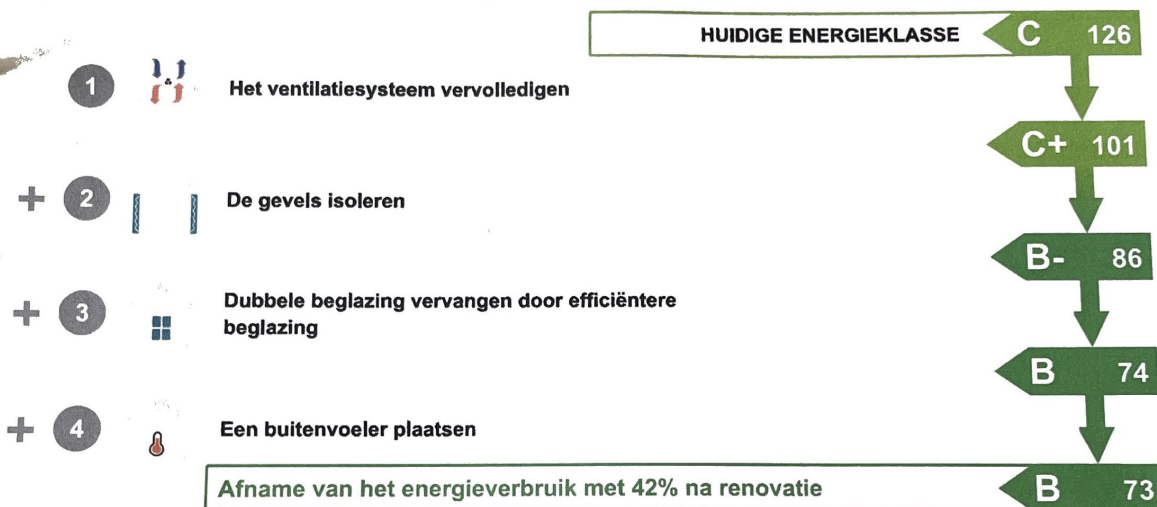 HUIDIGE ENERGIEKLASSE C 126
1 Het ventilatiesysteem vervolledigen
C+ 101
+ 2 De gevels isoleren
B- 86
+ 3 Dubbele beglazing vervangen door efficiëntere
beglazing
B 74
+ 4 Een buitenvoeler plaatsen
Afname van het energieverbruik met 42% na renovatie B 73